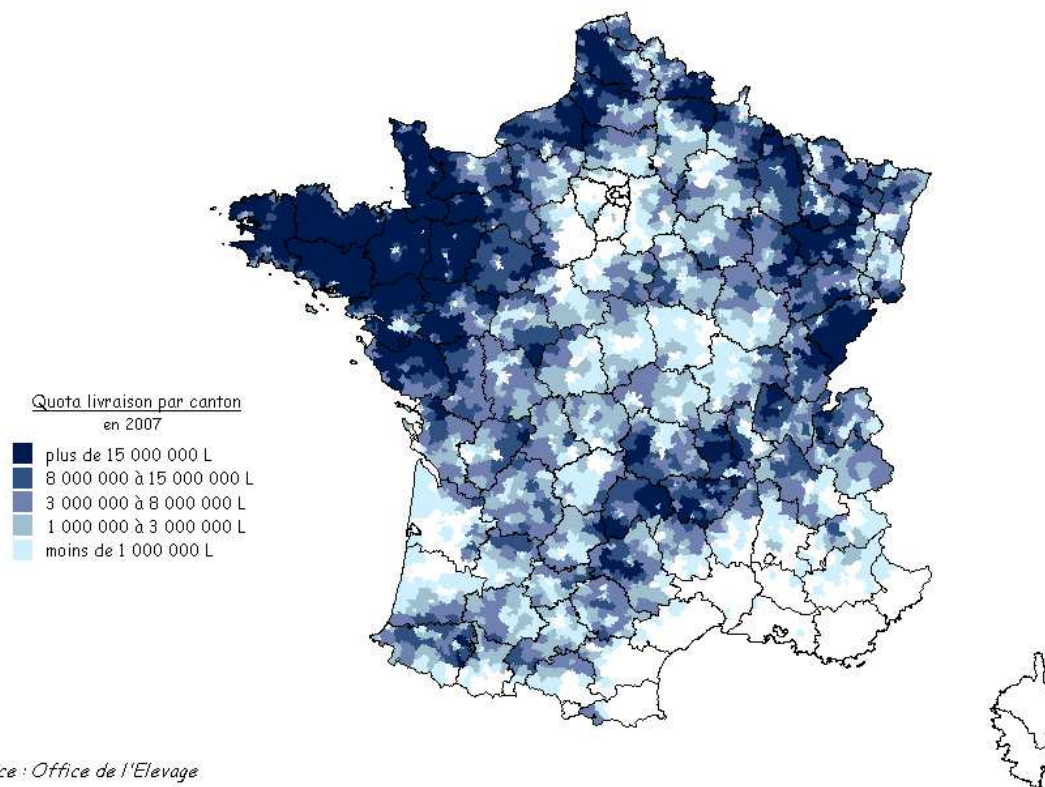 Quota livraison par canton
en 2007
plus de 15 000 000 L
8 000 000 à 15 000 000 L
3 000 000 à 8 000 000 L
1 000 000 à 3 000 000 L
moins de 1 000 000 L
ce : Office de l'Elevage